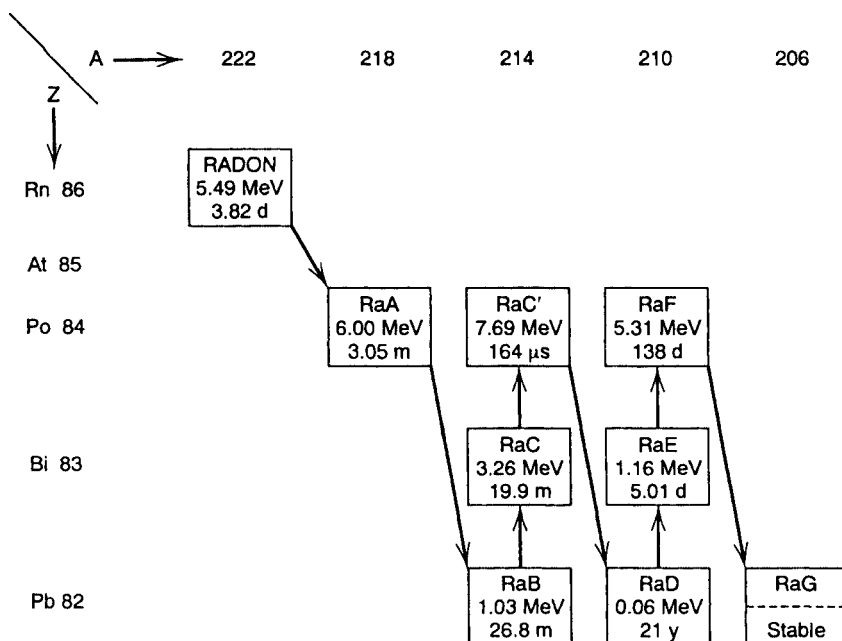 A 222 218 214 210 206
Z
Rn 86
RADON
5.49 MeV
3.82 d
At 85
Po 84
RaA
6.00 MeV
3.05 m
RaC'
7.69 MeV
164 μs
RaF
5.31 MeV
138 d
Bi 83
RaC
3.26 MeV
19.9 m
RaE
1.16 MeV
5.01 d
Pb 82
RaB
1.03 MeV
26.8 m
RaD
0.06 MeV
21 y
RaG
Stable